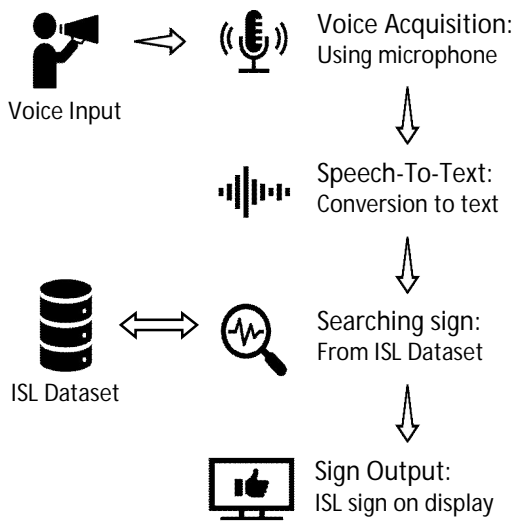 Voice Input
Voice Acquisition:
Using microphone
Speech-To-Text:
Conversion to text
ISL Dataset
Searching sign:
From ISL Dataset
Sign Output:
ISL sign on display